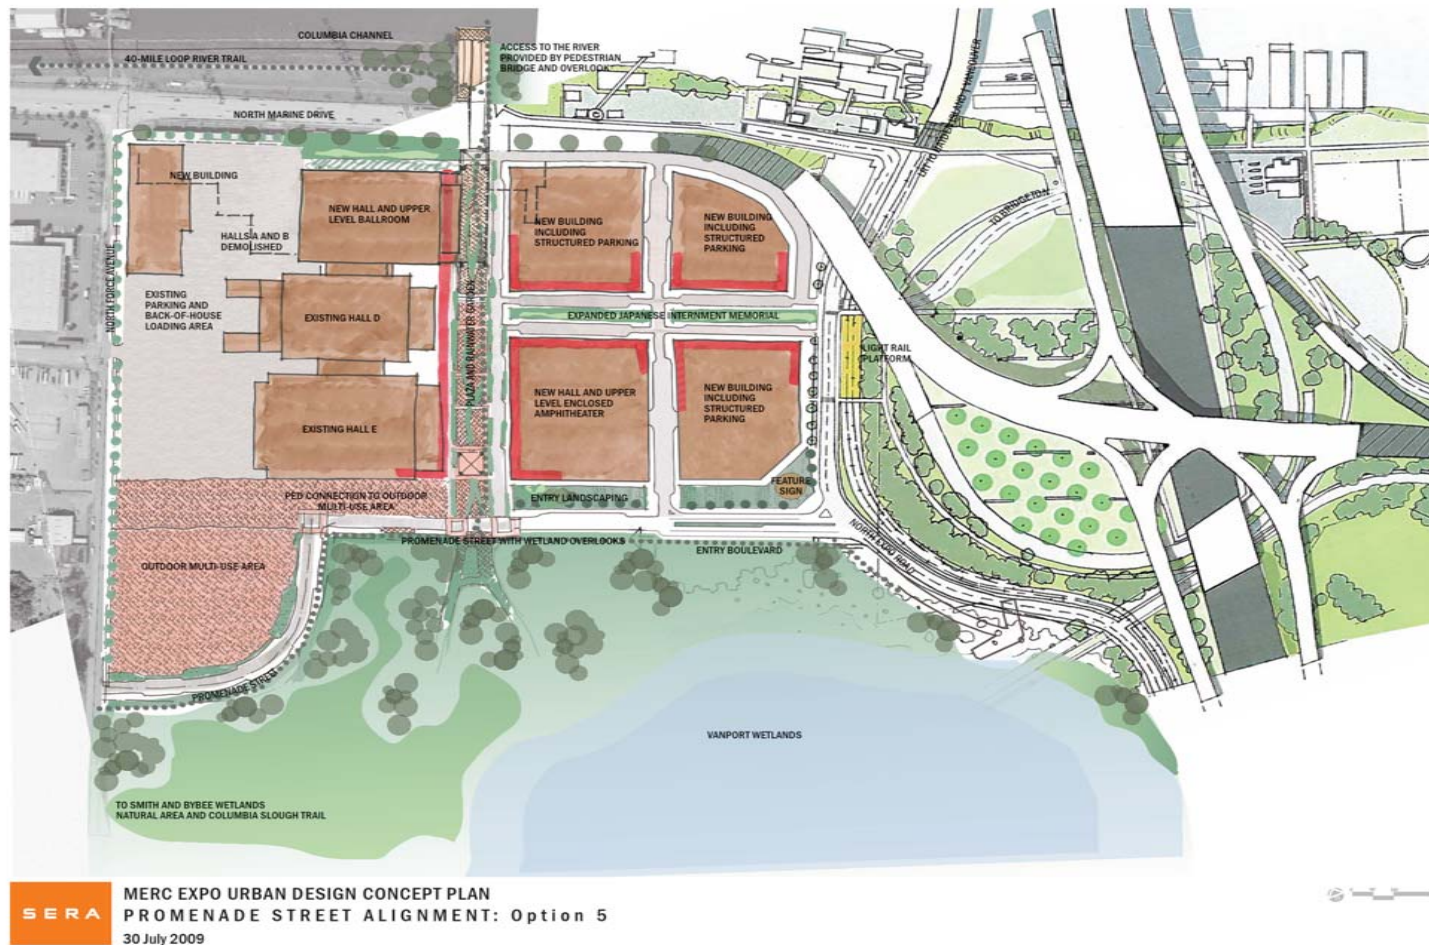 COLUMBIA CHANNEL
40-MILE LOOP RIVER TRAIL
ACCESS TO THE RIVER
PROVIDED BY PEDESTRIAN
BRIDGE AND OVERLOOK
NORTH MARINE DRIVE
NEW BUILDING
HALLS A AND B
DEMOLISHED
NEW HALL AND UPPER
LEVEL BALLROOM
NEW BUILDING
INCLUDING
STRUCTURED PARKING
NEW BUILDING
INCLUDING
STRUCTURED
PARKING
TO BRIDGETON
NORTH FORCE AVENUE
EXISTING
PARKING AND
BACK-OF-HOUSE
LOADING AREA
EXISTING HALL D
PLAZA AND RAINWATER GARDEN
EXPANDED JAPANESE INTERNMENT MEMORIAL
LIGHT RAIL
PLATFORM
EXISTING HALL E
NEW HALL AND UPPER
LEVEL ENCLOSED
AMPHITHEATER
NEW BUILDING
INCLUDING
STRUCTURED
PARKING
FEATURE
SIGN
PED CONNECTION TO OUTDOOR
MULTI-USE AREA
ENTRY LANDSCAPING
PROMENADE STREET WITH WETLAND OVERLOOKS
ENTRY BOULEVARD
NORTH EXPO ROAD
OUTDOOR MULTI-USE AREA
PROMENADE STREET
VANPORT WETLANDS
TO SMITH AND BYBEE WETLANDS
NATURAL AREA AND COLUMBIA SLOUGH TRAIL
SERA
MERC EXPO URBAN DESIGN CONCEPT PLAN
PROMENADE STREET ALIGNMENT: Option 5
30 July 2009